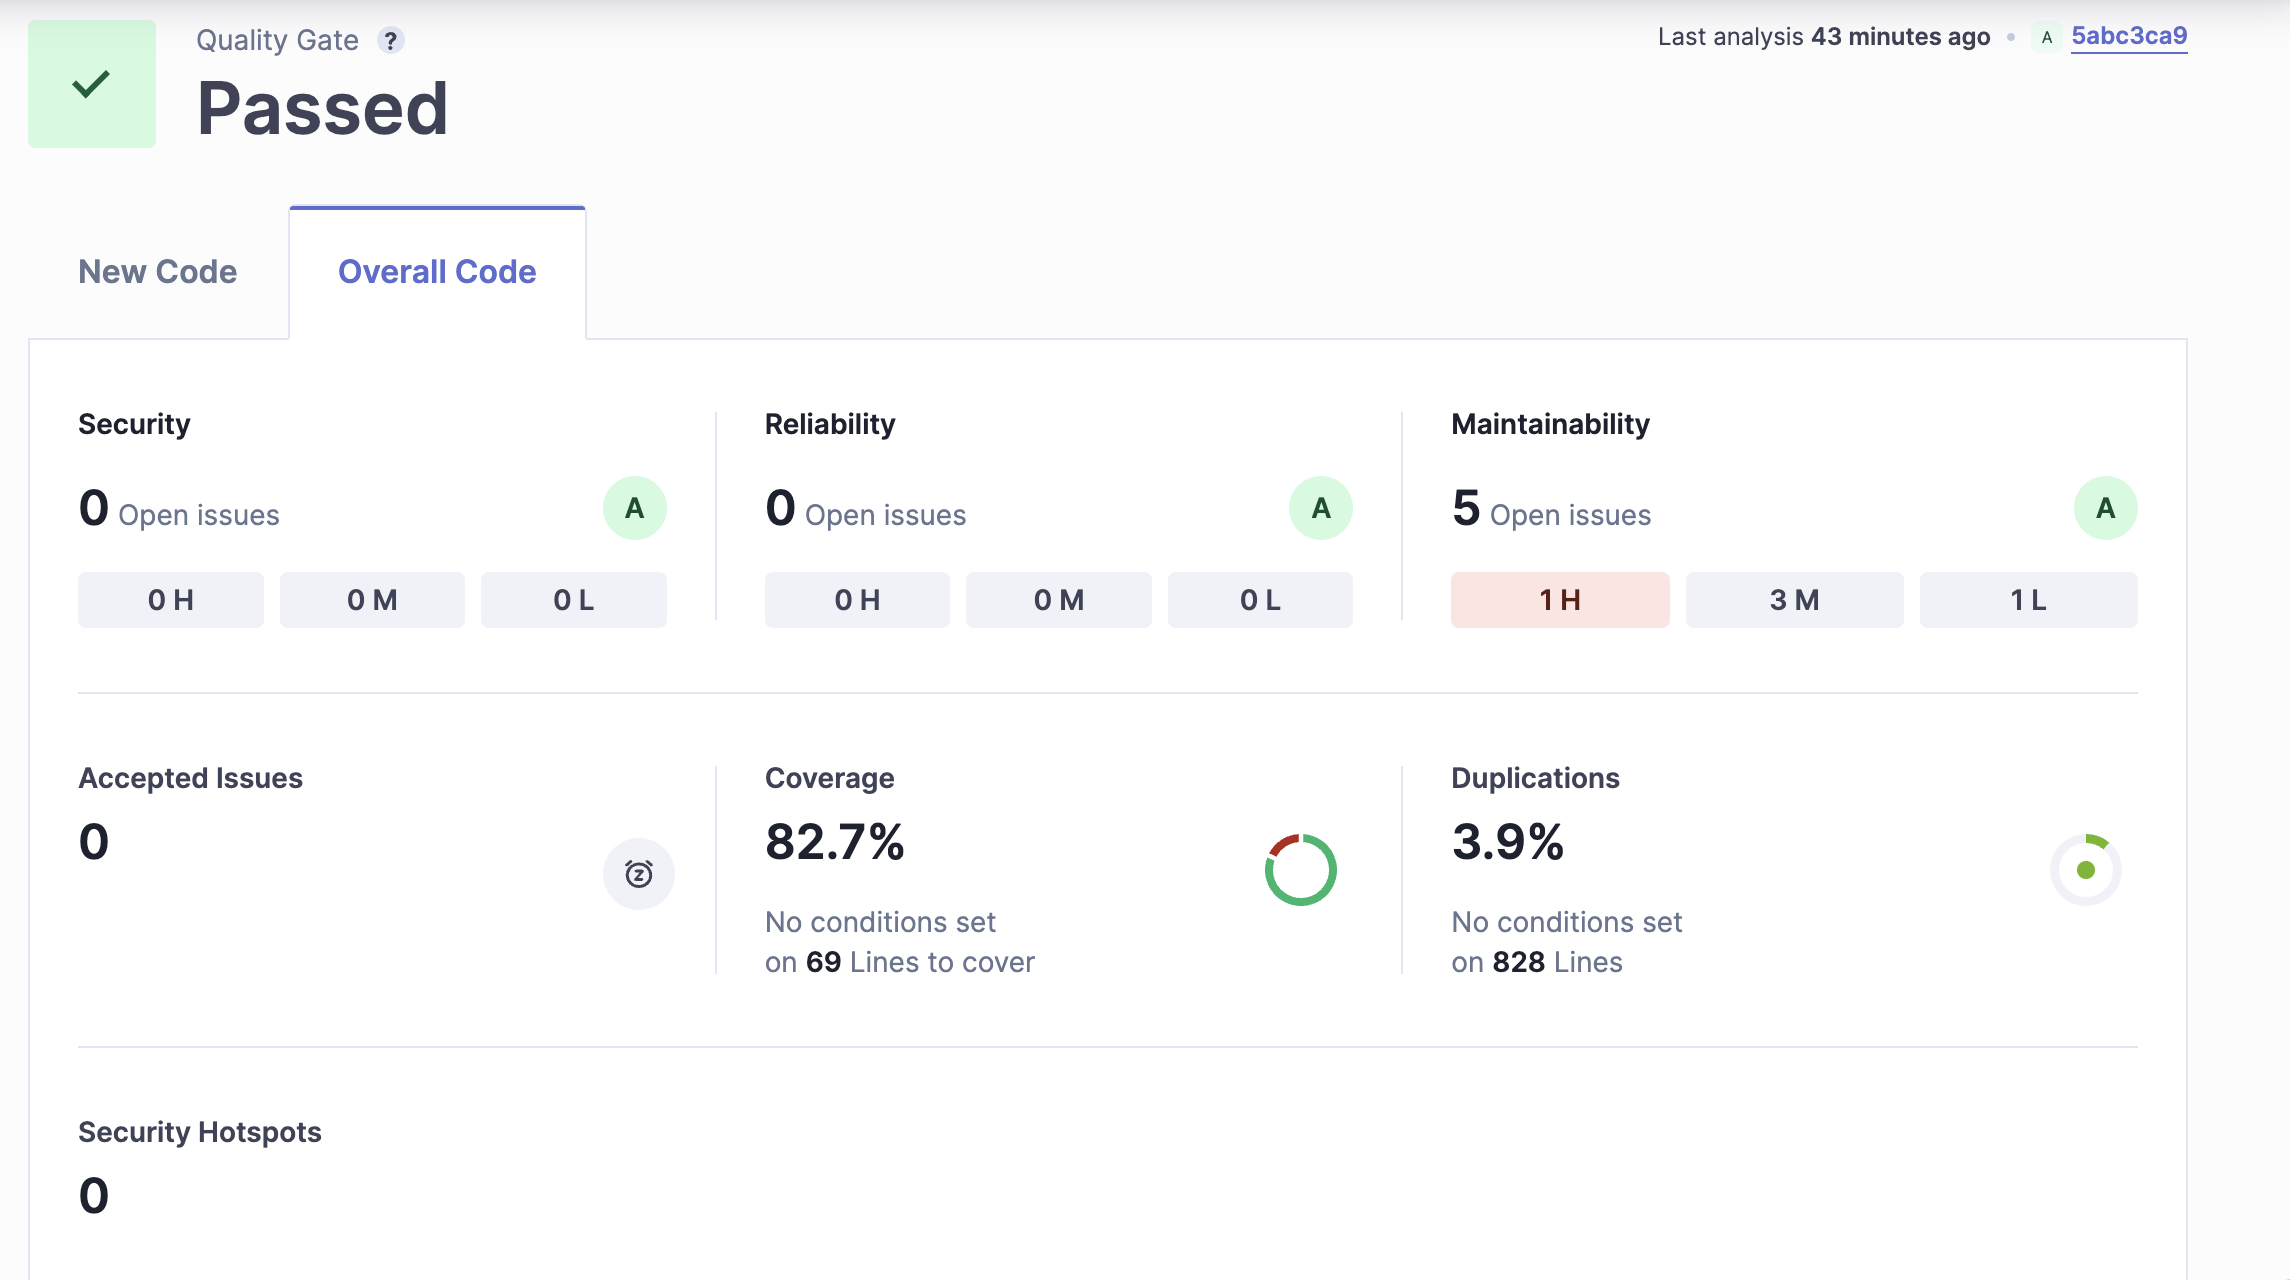 Quality Gate ?
Passed
Last analysis 43 minutes ago • A 5abc3ca9
New Code
Overall Code
Security
0 Open issues
A
0 H
0 M
0 L
Reliability
0 Open issues
A
0 H
0 M
0 L
Maintainability
5 Open issues
A
1 H
3 M
1 L
Accepted Issues
0
Coverage
82.7%
No conditions set
on 69 Lines to cover
Duplications
3.9%
No conditions set
on 828 Lines
Security Hotspots
0